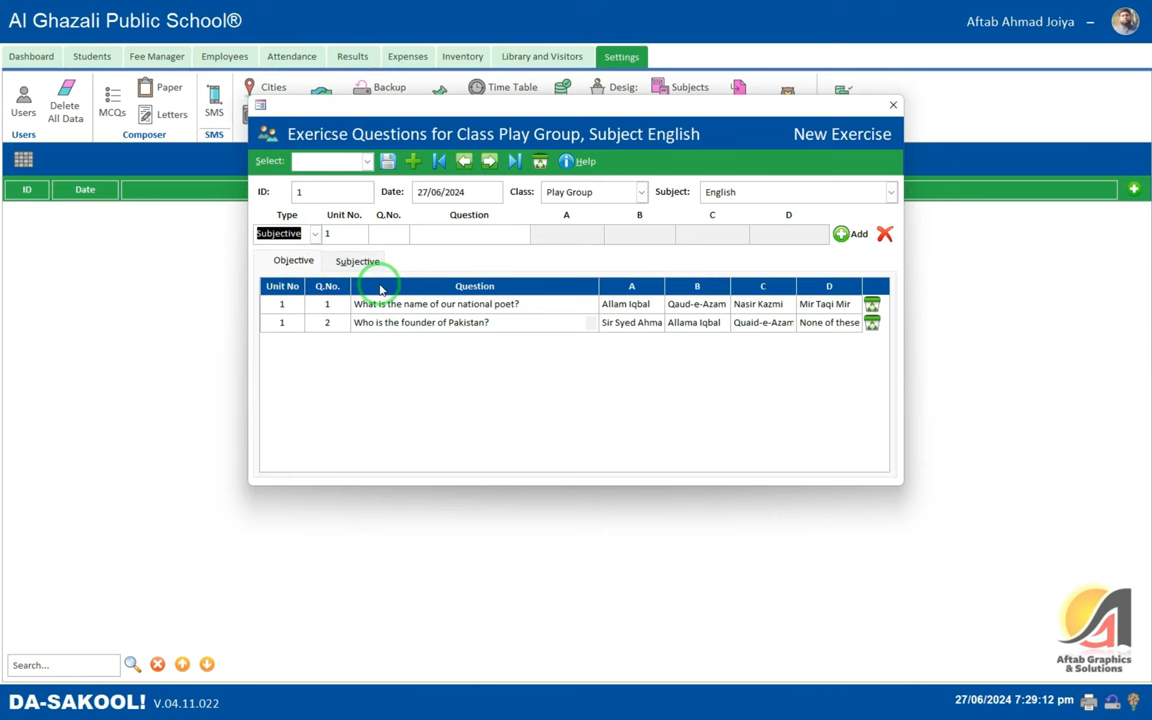 Al Ghazali Public School®
Aftab Ahmad Joiya
Dashboard Students Fee Manager Employees Attendance Results Expenses Inventory Library and Visitors Settings
Users
Delete All Data
MCQs
Paper
Letters
SMS
Cities
Backup
Time Table
Desig:
Subjects
Users Composer SMS
Exericse Questions for Class Play Group, Subject English New Exercise
Select: Help
ID: 1 Date: 27/06/2024 Class: Play Group Subject: English
Type Unit No. Q.No. Question A B C D
Subjective 1 Add
Objective Subjective
Unit No Q.No. Question A B C D
1 1 What is the name of our national poet? Allam Iqbal Qaud-e-Azam Nasir Kazmi Mir Taqi Mir
1 2 Who is the founder of Pakistan? Sir Syed Ahma Allama Iqbal Quaid-e-Azam None of these
ID Date
Search...
Aftab Graphics
& Solutions
DA-SAKOOL! V.04.11.022 27/06/2024 7:29:12 pm